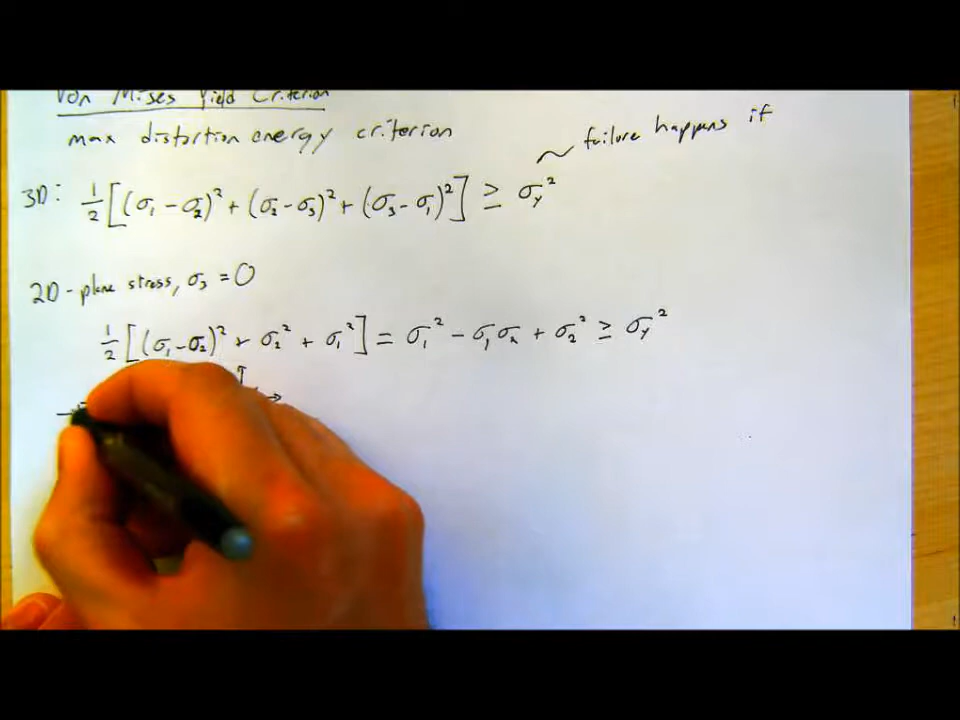 Von Mises Yield Criterion
max distortion energy criterion
~ failure happens if
3D: 1/2 [(σ₁ - σ₂)² + (σ₂ - σ₃)² + (σ₃ - σ₁)²] ≥ σ_y²
2D - plane stress, σ₃ = 0
1/2 [(σ₁ - σ₂)² + σ₂² + σ₁²] = σ₁² - σ₁σ₂ + σ₂² ≥ σ_y²